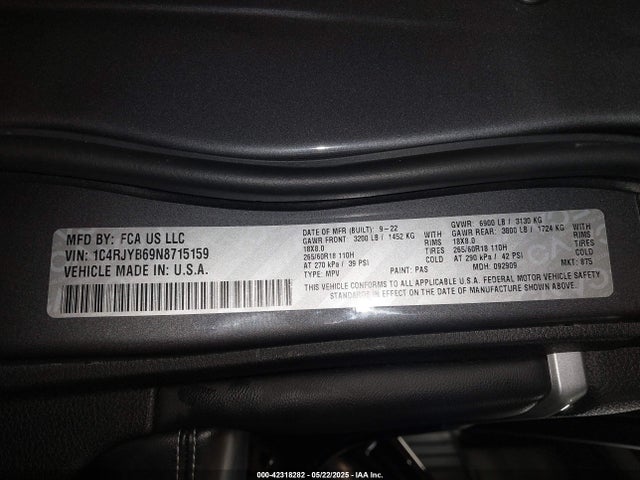 MFD BY: FCA US LLC
VIN: 1C4RJYB69N8715159
VEHICLE MADE IN: U.S.A.
DATE OF MFR (BUILT): 9-22
GAWR FRONT 3200 LB / 1452 KG WITH
18X8.0 RIMS
265/60R18 110H TIRES
AT 270 kPa / 39 PSI COLD
TYPE: MPV PAINT: PAS
GVWR: 6900 LB / 3130 KG
GAWR REAR: 3800 LB / 1724 KG WITH
18X8.0 RIMS
265/60R18 110H TIRES
AT 290 kPa / 42 PSI COLD
MDH: 092909 MKT: 875
THIS VEHICLE CONFORMS TO ALL APPLICABLE U.S.A. FEDERAL MOTOR VEHICLE SAFETY
STANDARDS IN EFFECT ON THE DATE OF MANUFACTURE SHOWN ABOVE.
000-42318282 - 05/22/2025 - IAA Inc.